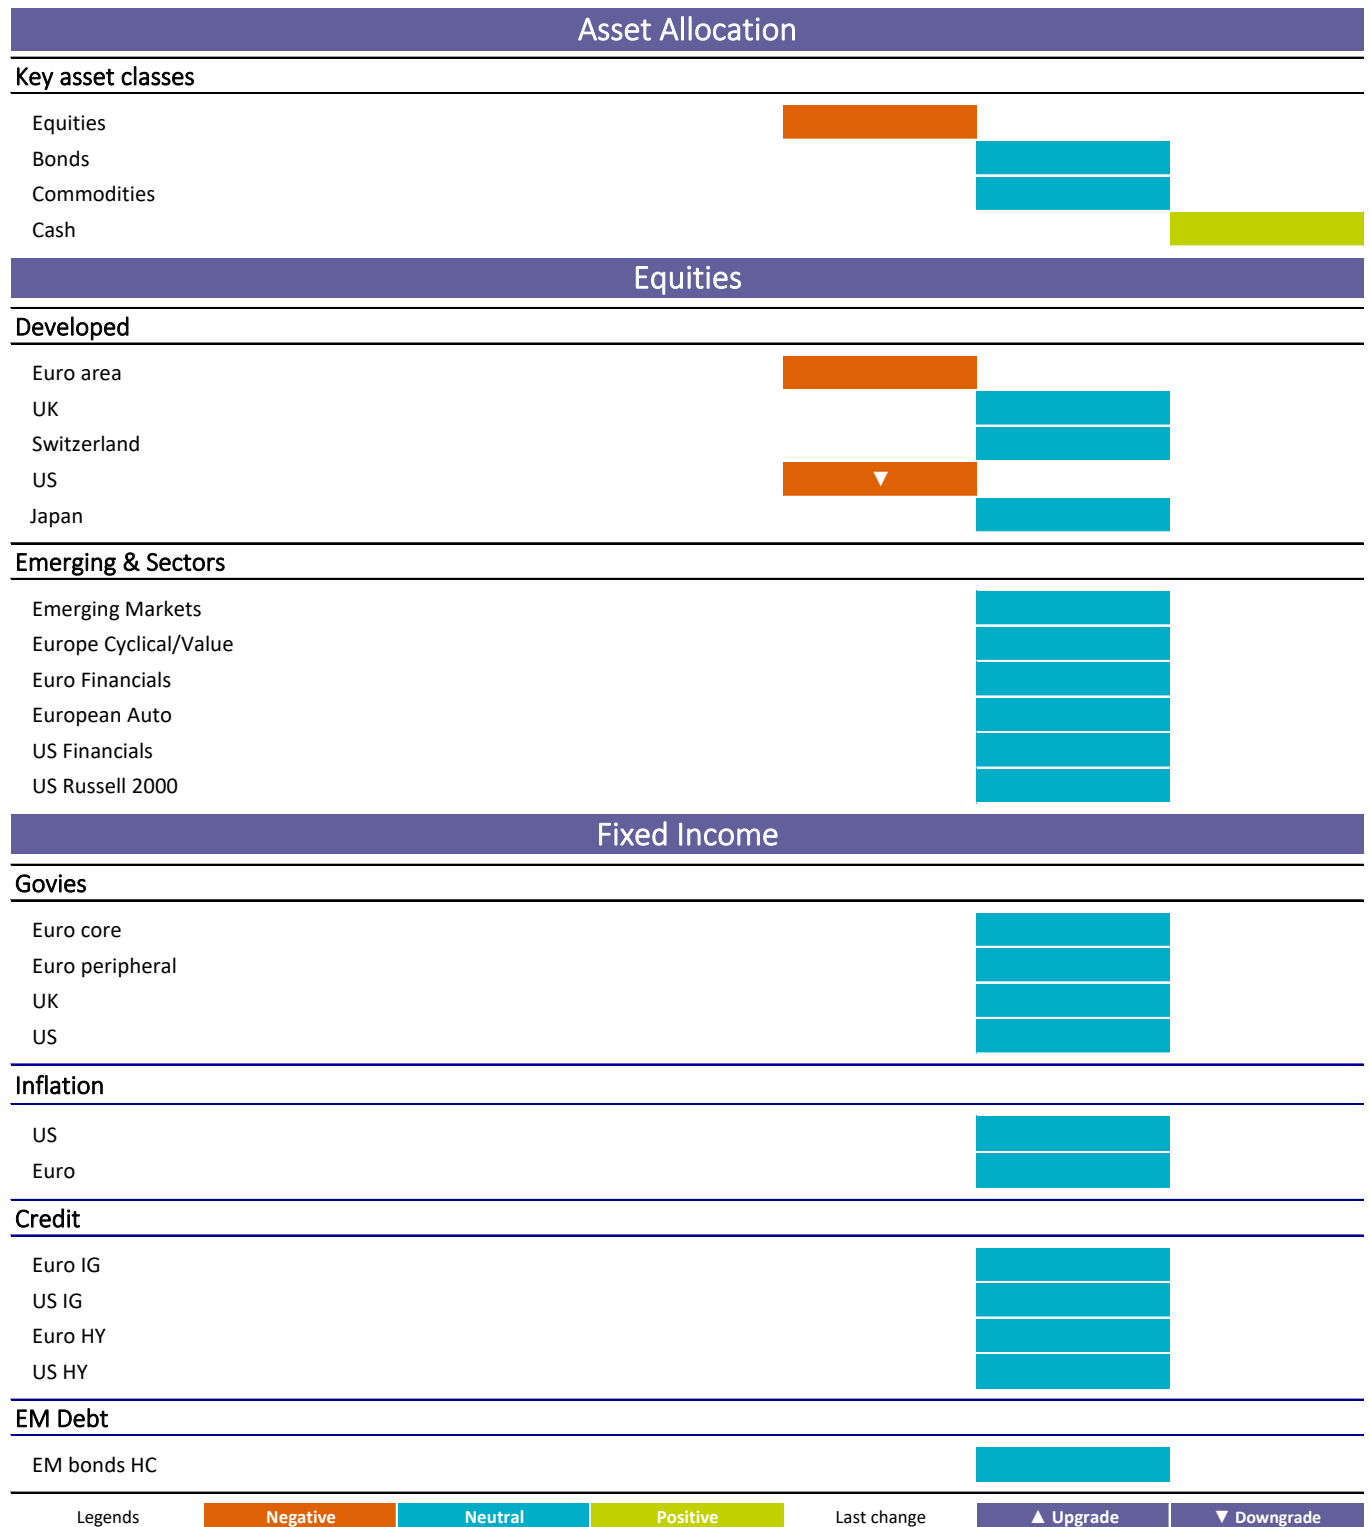 Asset Allocation
Key asset classes
Equities
Bonds
Commodities
Cash
Equities
Developed
Euro area
UK
Switzerland
US ▼
Japan
Emerging & Sectors
Emerging Markets
Europe Cyclical/Value
Euro Financials
European Auto
US Financials
US Russell 2000
Fixed Income
Govies
Euro core
Euro peripheral
UK
US
Inflation
US
Euro
Credit
Euro IG
US IG
Euro HY
US HY
EM Debt
EM bonds HC
Legends Negative Neutral Positive Last change ▲ Upgrade ▼ Downgrade